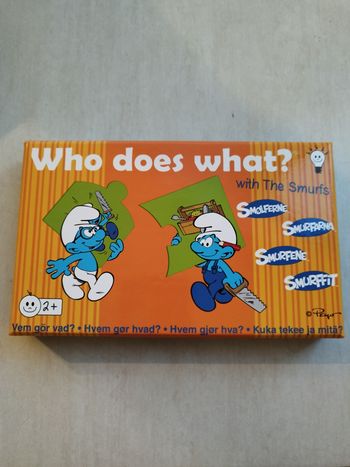 Who does what?
with The Smurfs
SMØLFERNE
SMURFARNA
SMURFENE
SMURFFIT
2+
© Peyo
Vem gör vad? • Hvem gør hvad? • Hvem gjør hva? • Kuka tekee ja mitä?